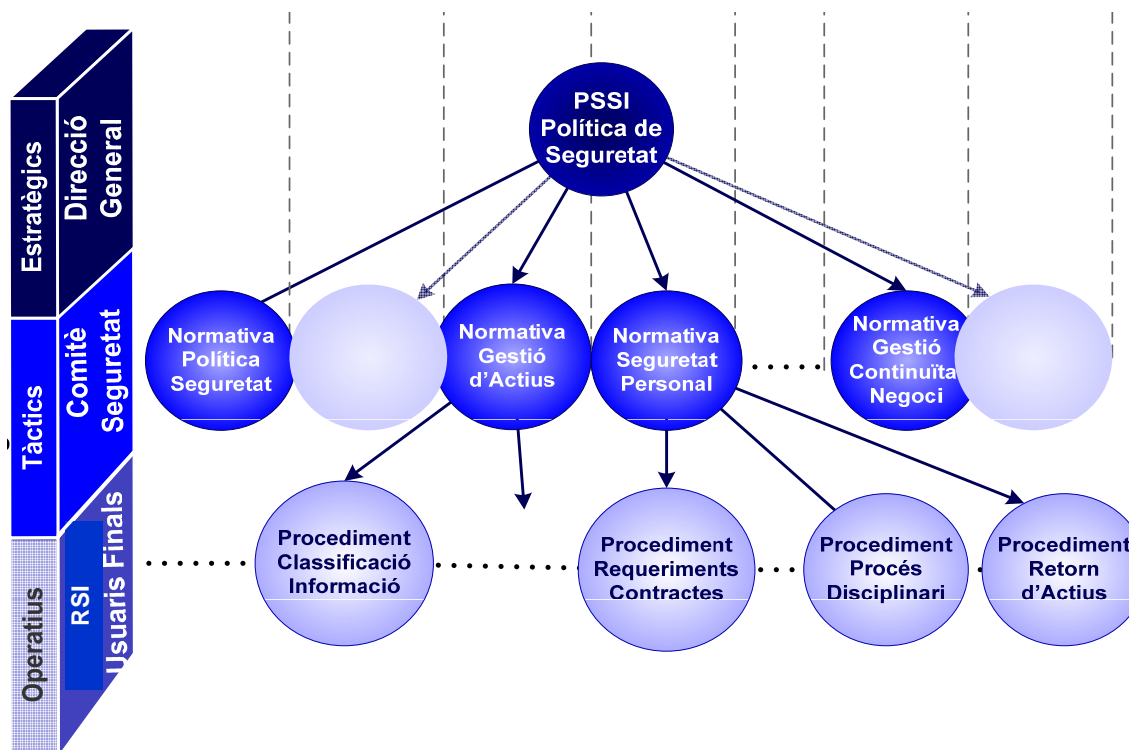 PSSI
Política de
Seguretat
Estratègics
Direcció
General
Tàctics
Comitè
Seguretat
Operatius
RSI
Usuaris Finals
Normativa
Política
Seguretat
Normativa
Gestió
d'Actius
Normativa
Seguretat
Personal
Normativa
Gestió
Continuïta
Negoci
Procediment
Classificació
Informació
Procediment
Requeriments
Contractes
Procediment
Procés
Disciplinari
Procediment
Retorn
d'Actius